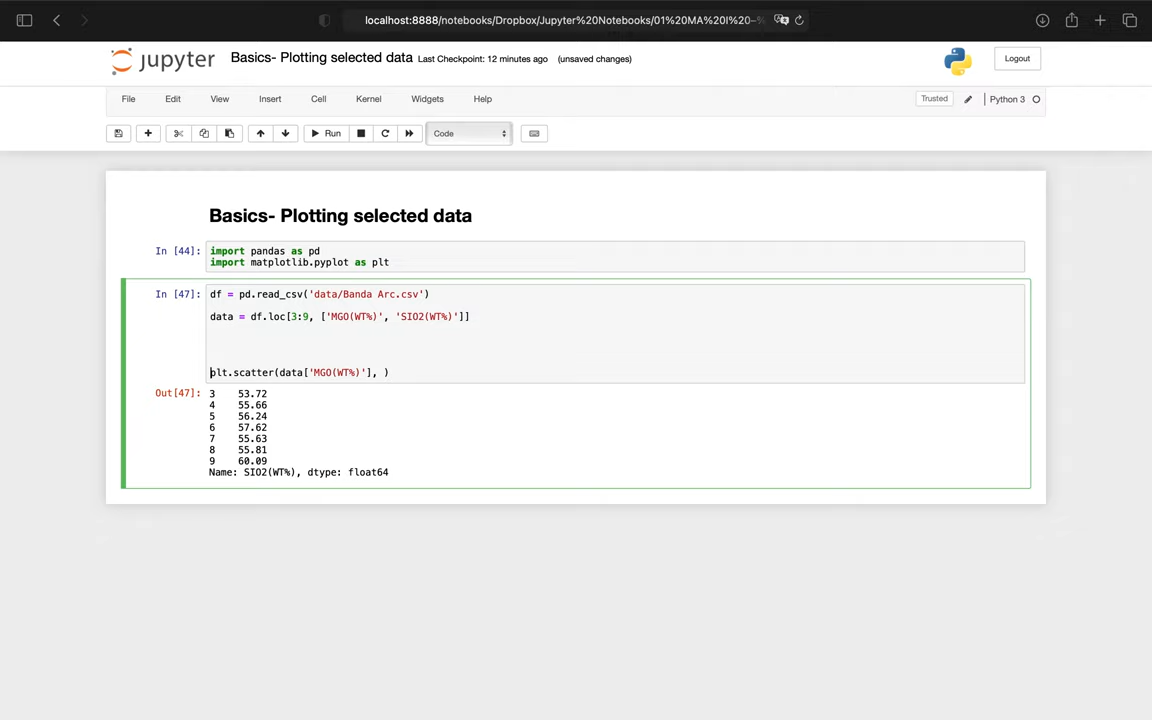 localhost:8888/notebooks/Dropbox/Jupyter%20Notebooks/01%20MA%20I%20–%
jupyter Basics- Plotting selected data Last Checkpoint: 12 minutes ago (unsaved changes) Logout
File Edit View Insert Cell Kernel Widgets Help Trusted Python 3
Run Code
Basics- Plotting selected data
In [44]: import pandas as pd
import matplotlib.pyplot as plt
In [47]: df = pd.read_csv('data/Banda Arc.csv')
data = df.loc[3:9, ['MGO(WT%)', 'SIO2(WT%)']]
plt.scatter(data['MGO(WT%)'], )
Out[47]: 3 53.72
4 55.66
5 56.24
6 57.62
7 55.63
8 55.81
9 60.09
Name: SIO2(WT%), dtype: float64